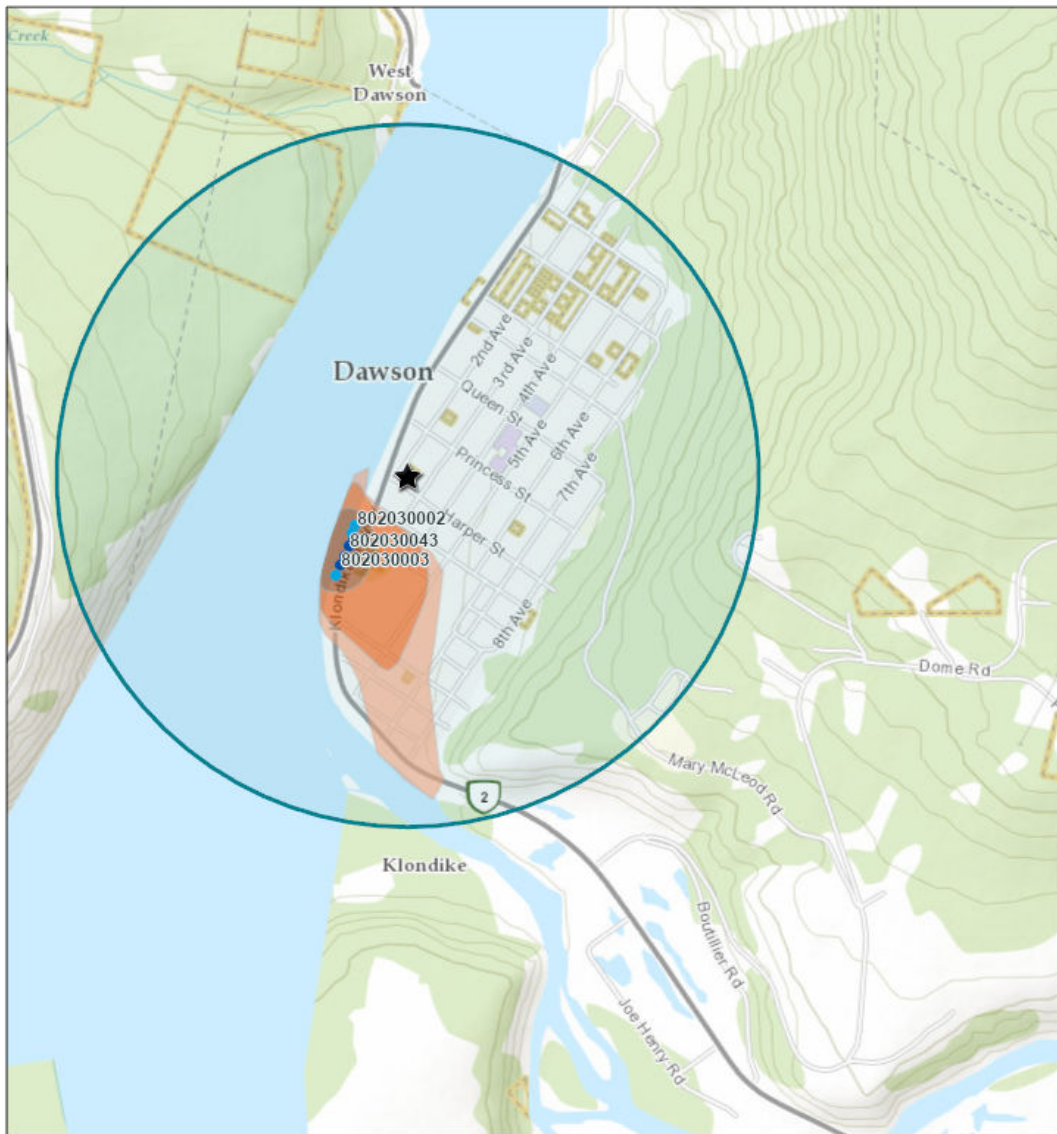 Creek
West
Dawson
Dawson
2nd Ave
3rd Ave
4th Ave
Queen St
5th Ave
6th Ave
Princess St
7th Ave
Harper St
802030002
802030043
802030003
Klondike
8th Ave
Dome Rd
Mary McLeod Rd
2
Klondike
Boutillier Rd
Joe Henry Rd